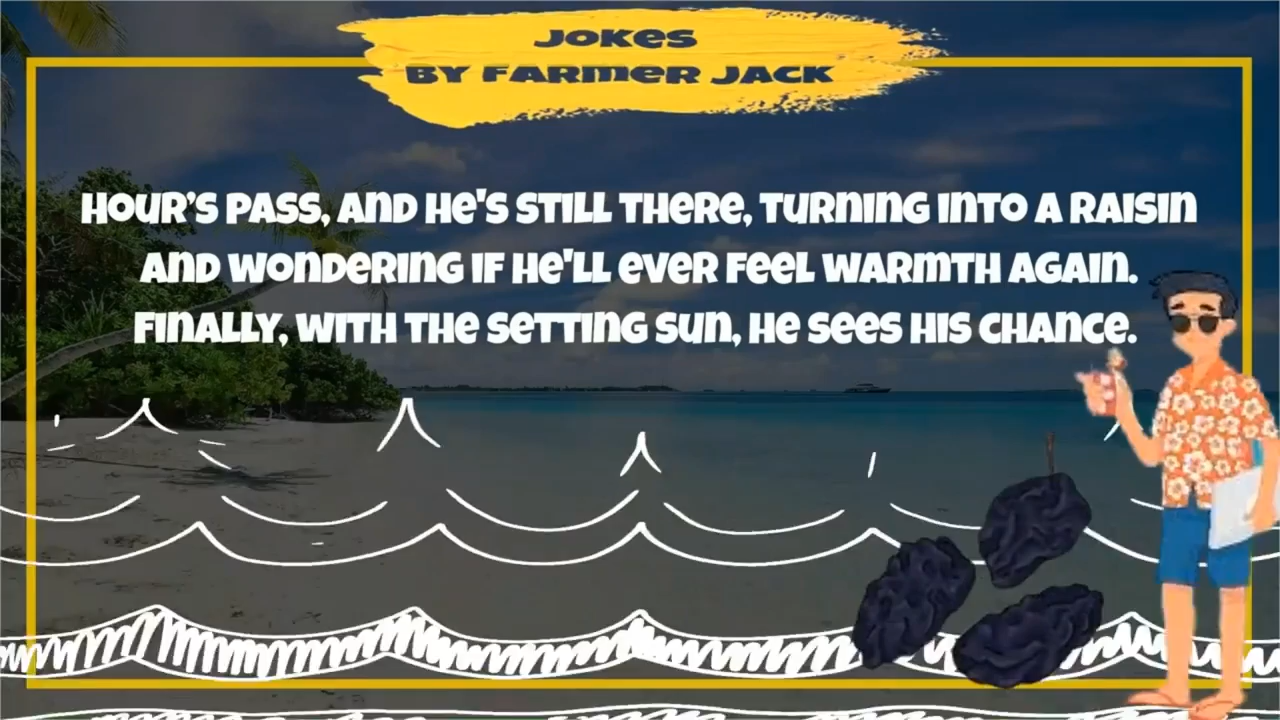 JOKES
BY FARMER JACK
HOUR'S PASS, AND HE'S STILL THERE, TURNING INTO A RAISIN
AND WONDERING IF HE'LL EVER FEEL WARMTH AGAIN.
FINALLY, WITH THE SETTING SUN, HE SEES HIS CHANCE.